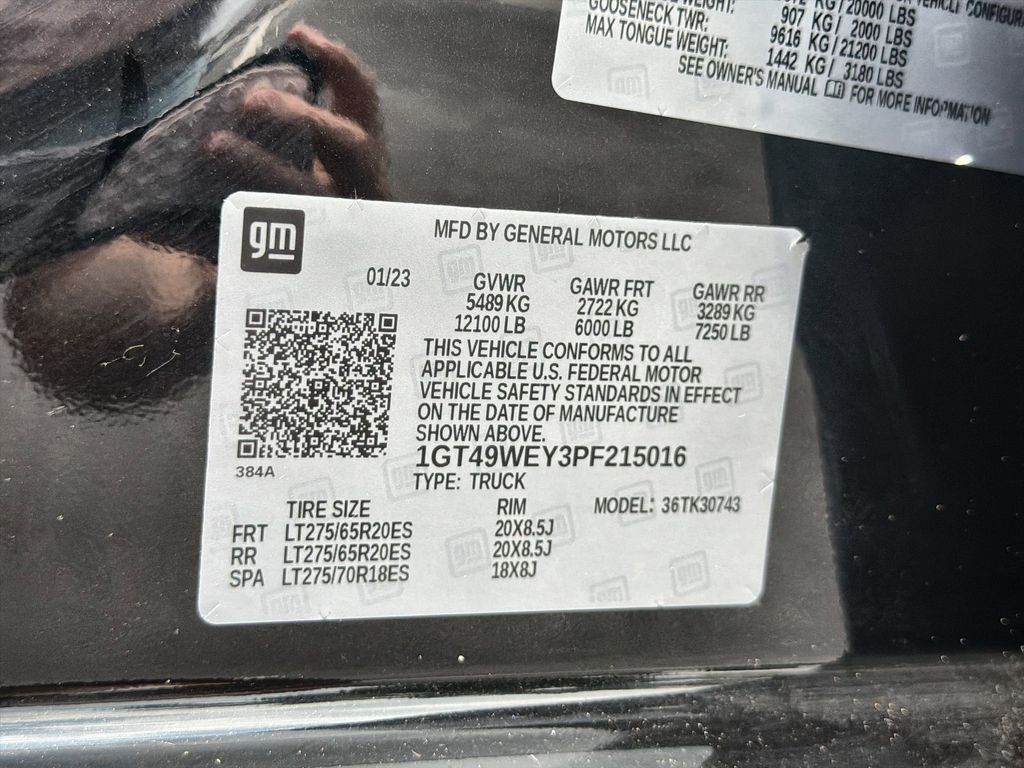 KG/20000 LBS
907 KG/ 2000 LBS
GOOSENECK TWR: 9616 KG/21200 LBS
MAX TONGUE WEIGHT: 1442 KG/ 3180 LBS
SEE OWNER'S MANUAL FOR MORE INFORMATION
gm
MFD BY GENERAL MOTORS LLC
01/23 GVWR GAWR FRT GAWR RR
5489 KG 2722 KG 3289 KG
12100 LB 6000 LB 7250 LB
THIS VEHICLE CONFORMS TO ALL
APPLICABLE U.S. FEDERAL MOTOR
VEHICLE SAFETY STANDARDS IN EFFECT
ON THE DATE OF MANUFACTURE
SHOWN ABOVE.
384A
1GT49WEY3PF215016
TYPE: TRUCK
TIRE SIZE RIM MODEL: 36TK30743
FRT LT275/65R20ES 20X8.5J
RR LT275/65R20ES 20X8.5J
SPA LT275/70R18ES 18X8J